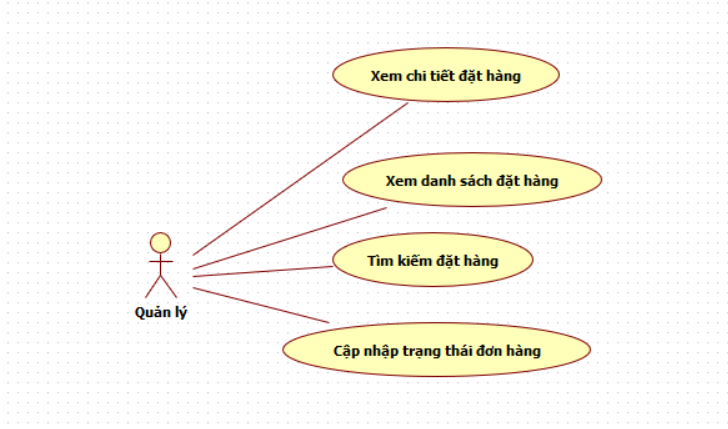 Xem chi tiết đặt hàng
Xem danh sách đặt hàng
Tìm kiếm đặt hàng
Quản lý
Cập nhập trạng thái đơn hàng